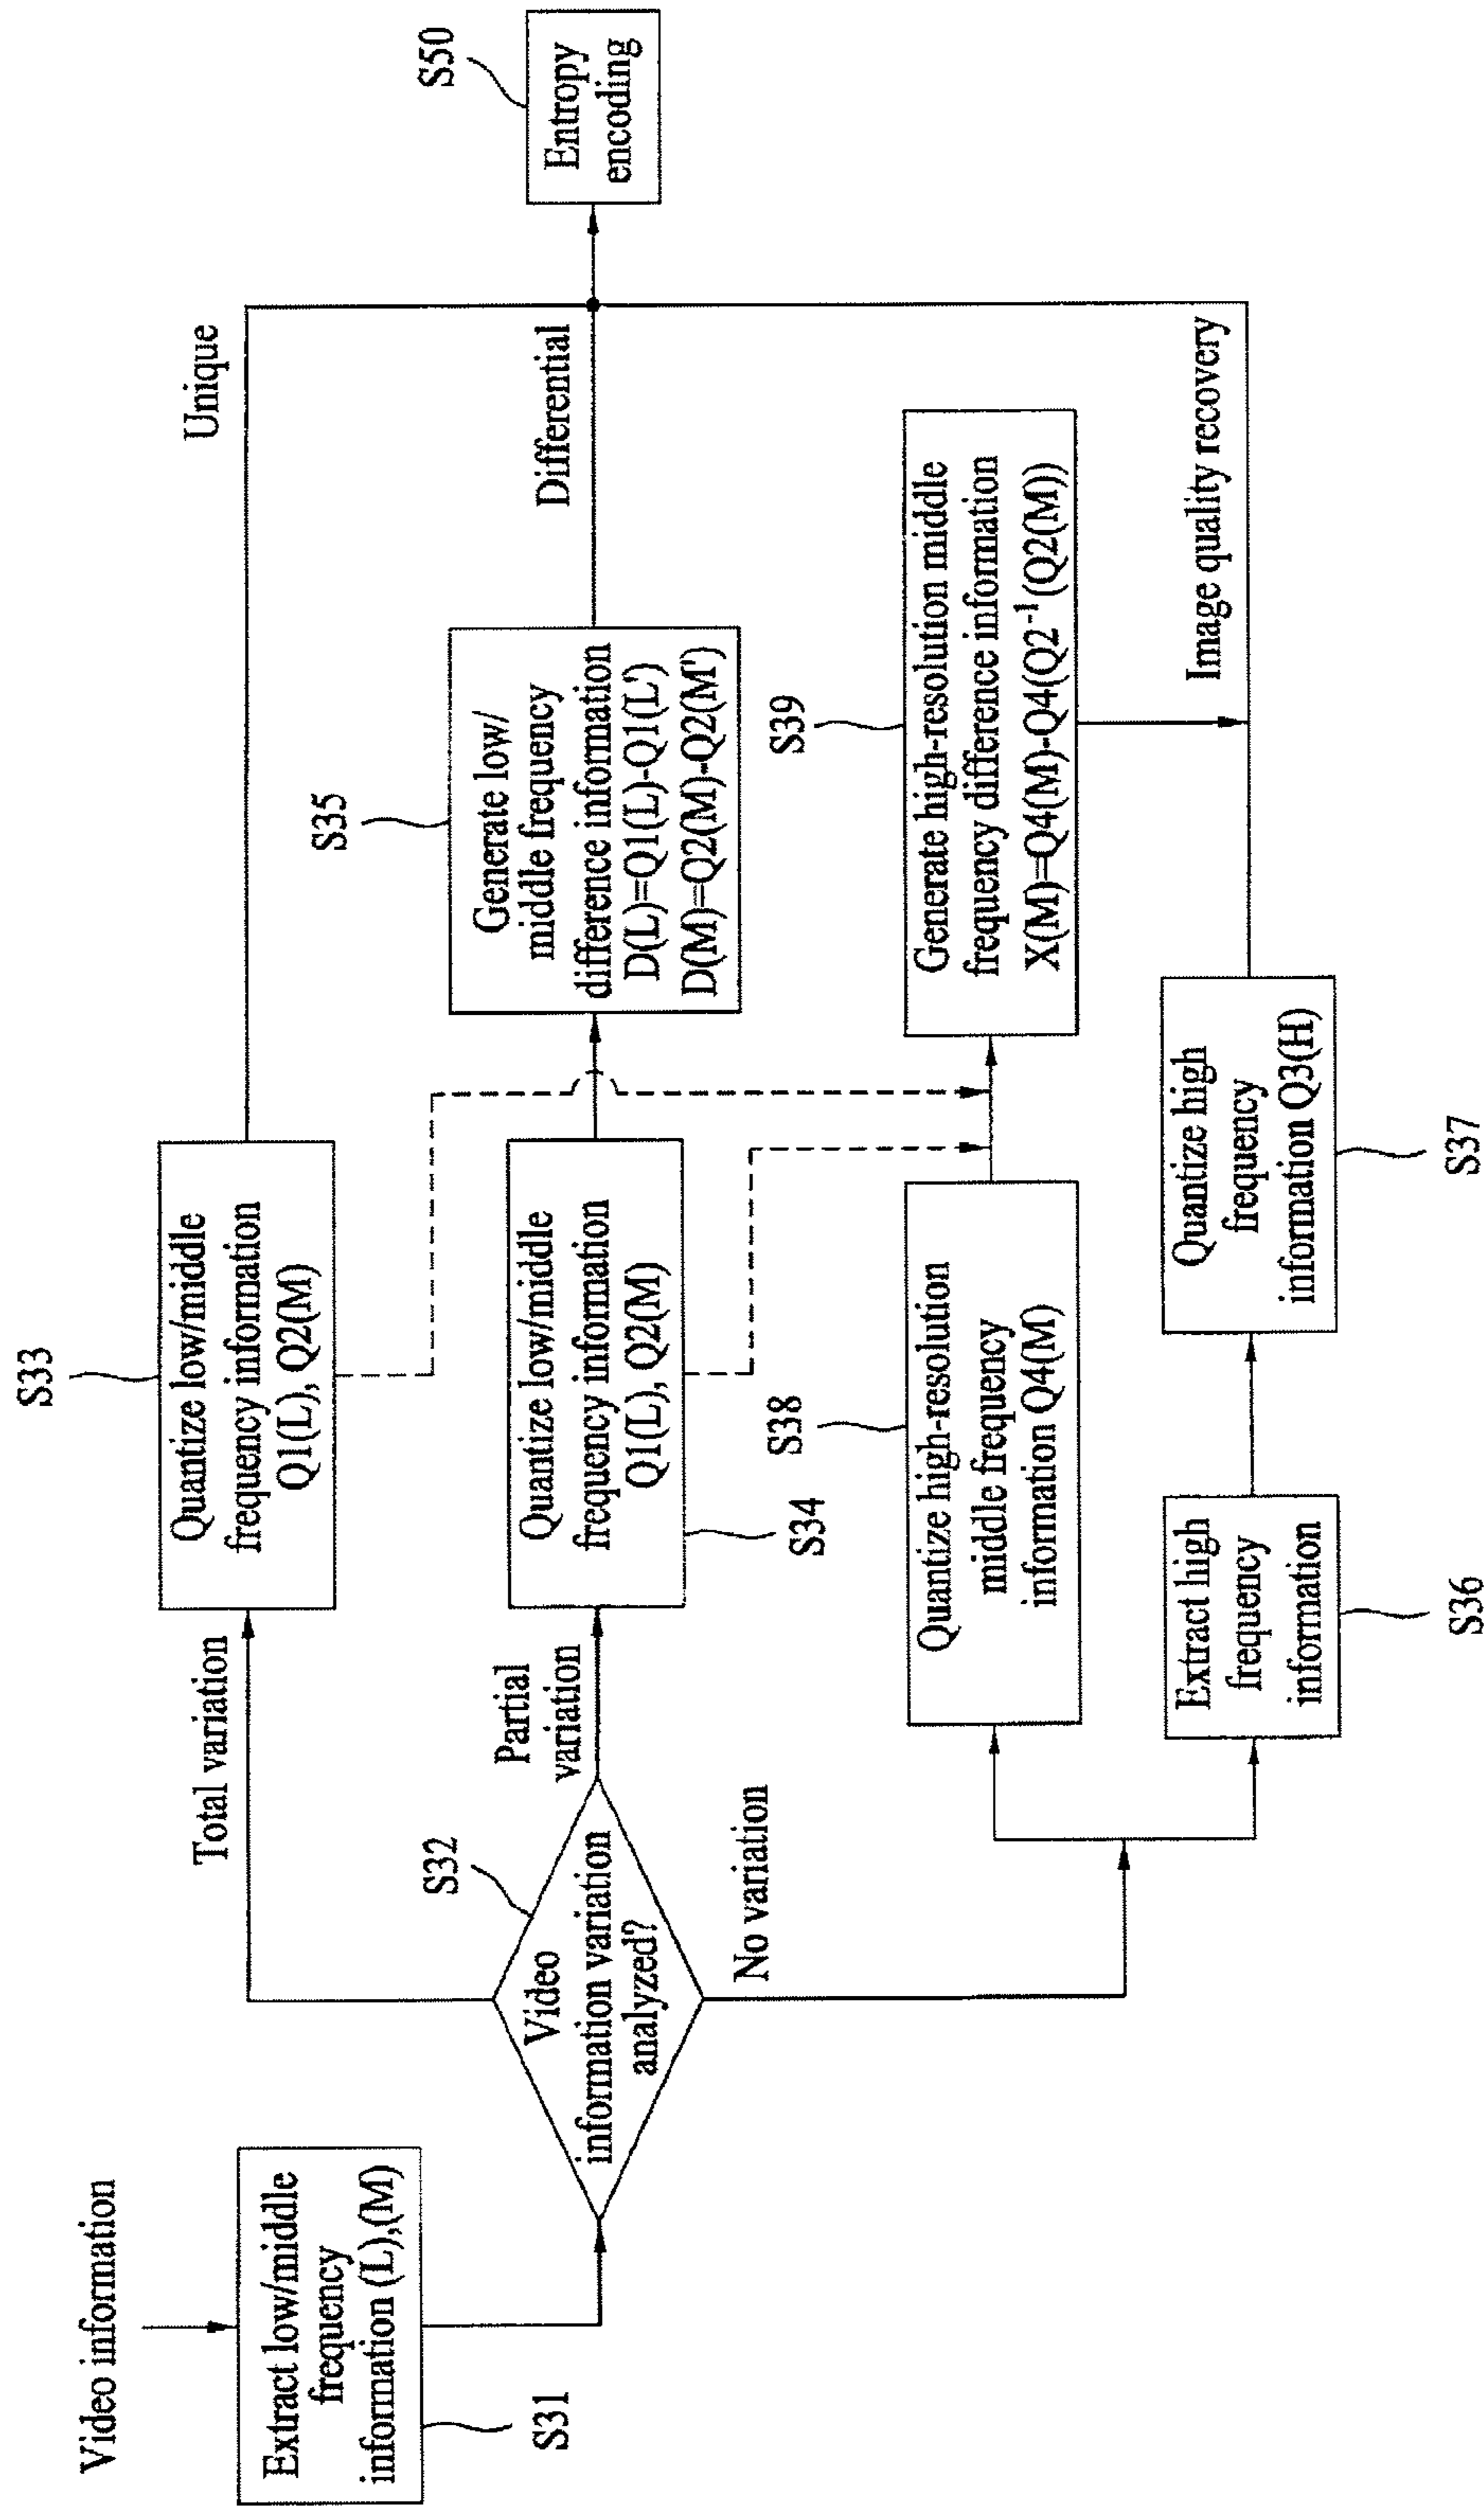 Video information
Extract low/middle
frequency
information (L),(M)
S31
Video
information variation
analyzed?
S32
Total variation
Partial
variation
No variation
S33
Quantize low/middle
frequency information
Q1(L), Q2(M)
Quantize low/middle
frequency information
Q1(L), Q2(M)
S34
S35
Generate low/
middle frequency
difference information
D(L)=Q1(L)-Q1(L')
D(M)=Q2(M)-Q2(M')
S38
Quantize high-resolution
middle frequency
information Q4(M)
S39
Generate high-resolution middle
frequency difference information
X(M)=Q4(M)-Q4(Q2⁻¹(Q2(M))
Extract high
frequency
information
S36
Quantize high
frequency
information Q3(H)
S37
Unique
Differential
Image quality recovery
S50
Entropy
encoding